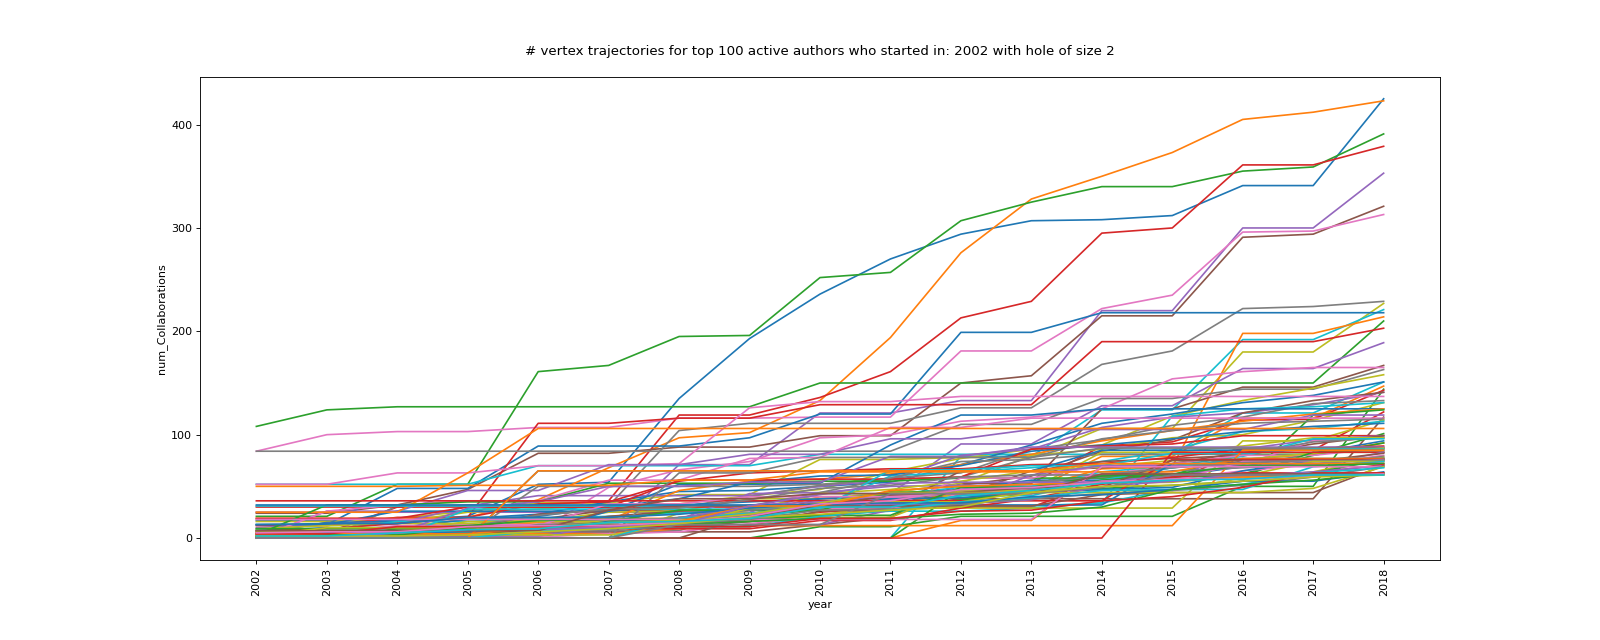 # vertex trajectories for top 100 active authors who started in: 2002 with hole of size 2
num_Collaborations
400
300
200
100
0
2002 2003 2004 2005 2006 2007 2008 2009 2010 2011 2012 2013 2014 2015 2016 2017 2018
year